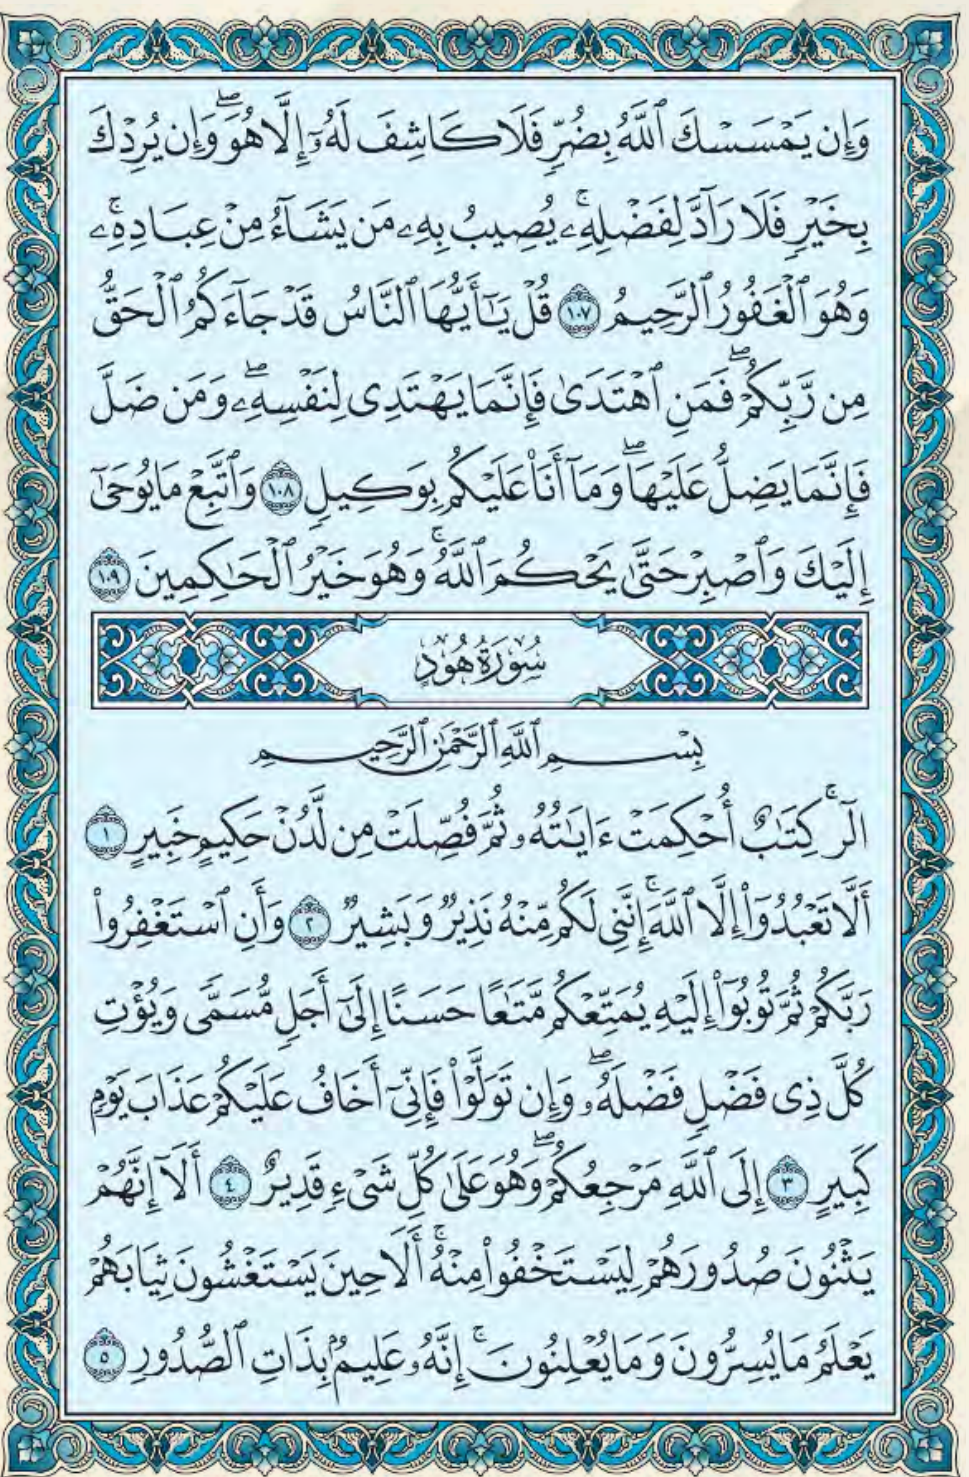 وَإِن يَمْسَسْكَ ٱللَّهُ بِضُرٍّ فَلَا كَاشِفَ لَهُۥٓ إِلَّا هُوَۖ وَإِن يُرِدْكَ
بِخَيْرٍ فَلَا رَآدَّ لِفَضْلِهِۦۚ يُصِيبُ بِهِۦ مَن يَشَآءُ مِنْ عِبَادِهِۦۚ
وَهُوَ ٱلْغَفُورُ ٱلرَّحِيمُ ١٠٧ قُلْ يَـٰٓأَيُّهَا ٱلنَّاسُ قَدْ جَآءَكُمُ ٱلْحَقُّ
مِن رَّبِّكُمْۖ فَمَنِ ٱهْتَدَىٰ فَإِنَّمَا يَهْتَدِى لِنَفْسِهِۦۖ وَمَن ضَلَّ
فَإِنَّمَا يَضِلُّ عَلَيْهَاۖ وَمَآ أَنَا۠ عَلَيْكُم بِوَكِيلٍ ١٠٨ وَٱتَّبِعْ مَا يُوحَىٰٓ
إِلَيْكَ وَٱصْبِرْ حَتَّىٰ يَحْكُمَ ٱللَّهُۚ وَهُوَ خَيْرُ ٱلْحَـٰكِمِينَ ١٠٩
سُورَةُ هُودٍ
بِسْمِ ٱللَّهِ ٱلرَّحْمَـٰنِ ٱلرَّحِيمِ
الٓرۚ كِتَـٰبٌ أُحْكِمَتْ ءَايَـٰتُهُۥ ثُمَّ فُصِّلَتْ مِن لَّدُنْ حَكِيمٍ خَبِيرٍ ١
أَلَّا تَعْبُدُوٓا۟ إِلَّا ٱللَّهَۚ إِنَّنِى لَكُم مِّنْهُ نَذِيرٌ وَبَشِيرٌ ٢ وَأَنِ ٱسْتَغْفِرُوا۟
رَبَّكُمْ ثُمَّ تُوبُوٓا۟ إِلَيْهِ يُمَتِّعْكُم مَّتَـٰعًا حَسَنًا إِلَىٰٓ أَجَلٍ مُّسَمًّى وَيُؤْتِ
كُلَّ ذِى فَضْلٍ فَضْلَهُۥۖ وَإِن تَوَلَّوْا۟ فَإِنِّىٓ أَخَافُ عَلَيْكُمْ عَذَابَ يَوْمٍ
كَبِيرٍ ٣ إِلَى ٱللَّهِ مَرْجِعُكُمْۖ وَهُوَ عَلَىٰ كُلِّ شَىْءٍ قَدِيرٌ ٤ أَلَآ إِنَّهُمْ
يَثْنُونَ صُدُورَهُمْ لِيَسْتَخْفُوا۟ مِنْهُۚ أَلَا حِينَ يَسْتَغْشُونَ ثِيَابَهُمْ
يَعْلَمُ مَا يُسِرُّونَ وَمَا يُعْلِنُونَۚ إِنَّهُۥ عَلِيمٌۢ بِذَاتِ ٱلصُّدُورِ ٥